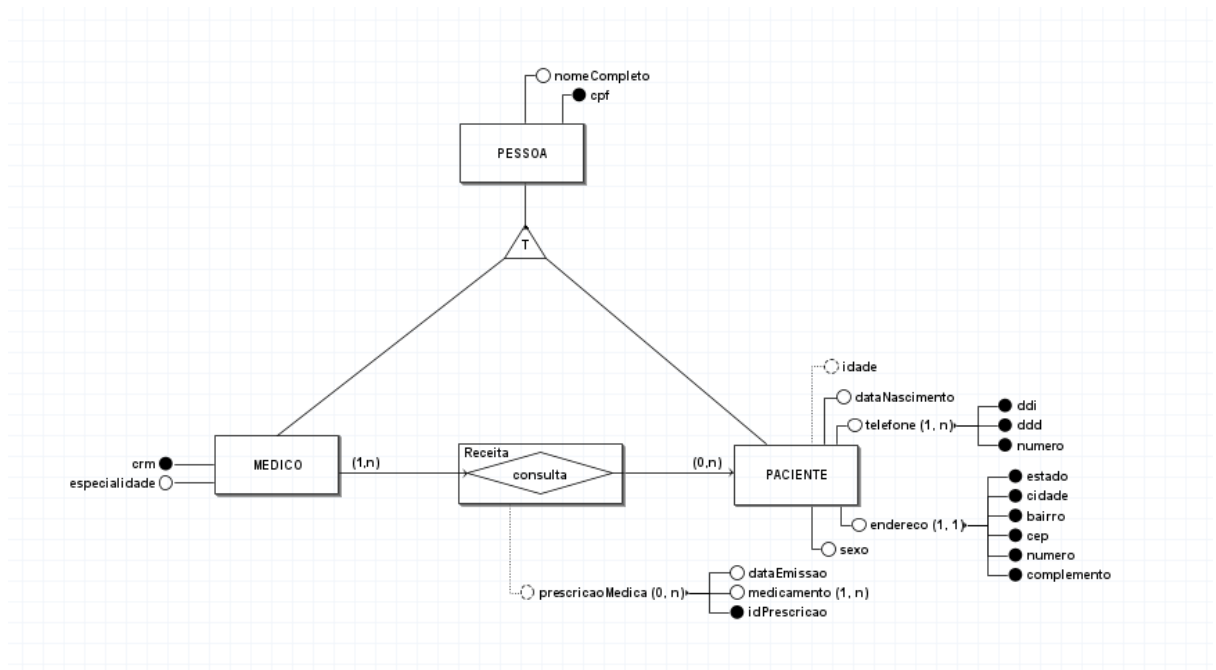 nomeCompleto
cpf
PESSOA
T
idade
dataNascimento
telefone (1, n)
ddi
ddd
numero
crm
especialidade
MEDICO
(1,n)
Receita
consulta
(0,n)
PACIENTE
endereco (1, 1)
estado
cidade
bairro
cep
numero
complemento
sexo
prescricaoMedica (0, n)
dataEmissao
medicamento (1, n)
idPrescricao